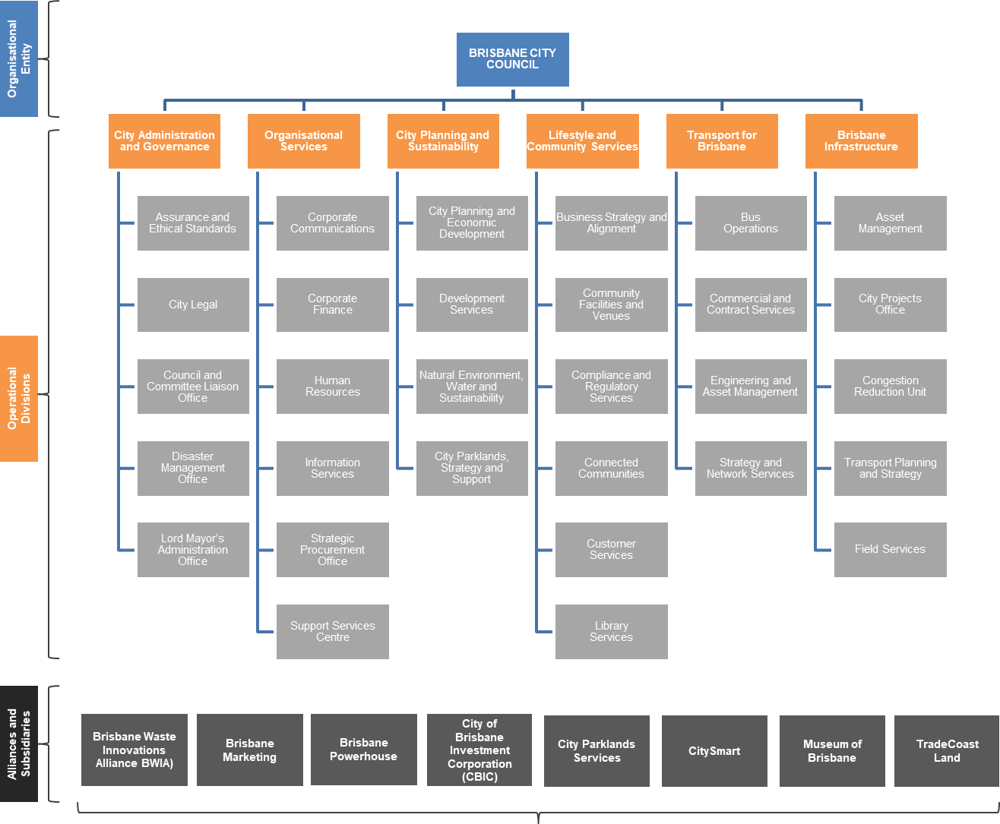 Organisational
Entity
BRISBANE CITY
COUNCIL
City Administration
and Governance
Organisational
Services
City Planning and
Sustainability
Lifestyle and
Community Services
Transport for
Brisbane
Brisbane
Infrastructure
Operational
Divisions
Assurance and
Ethical Standards
City Legal
Council and
Committee Liaison
Office
Disaster
Management
Office
Lord Mayor's
Administration
Office
Corporate
Communications
Corporate
Finance
Human
Resources
Information
Services
Strategic
Procurement
Office
Support Services
Centre
City Planning and
Economic
Development
Development
Services
Natural Environment,
Water and
Sustainability
City Parklands,
Strategy and
Support
Business Strategy and
Alignment
Community
Facilities and
Venues
Compliance and
Regulatory
Services
Connected
Communities
Customer
Services
Library
Services
Bus
Operations
Commercial and
Contract Services
Engineering and
Asset Management
Strategy and
Network Services
Asset
Management
City Projects
Office
Congestion
Reduction Unit
Transport Planning
and Strategy
Field Services
Alliances and
Subsidiaries
Brisbane Waste
Innovations
Alliance BWIA)
Brisbane
Marketing
Brisbane
Powerhouse
City of
Brisbane
Investment
Corporation
(CBIC)
City Parklands
Services
CitySmart
Museum of
Brisbane
TradeCoast
Land